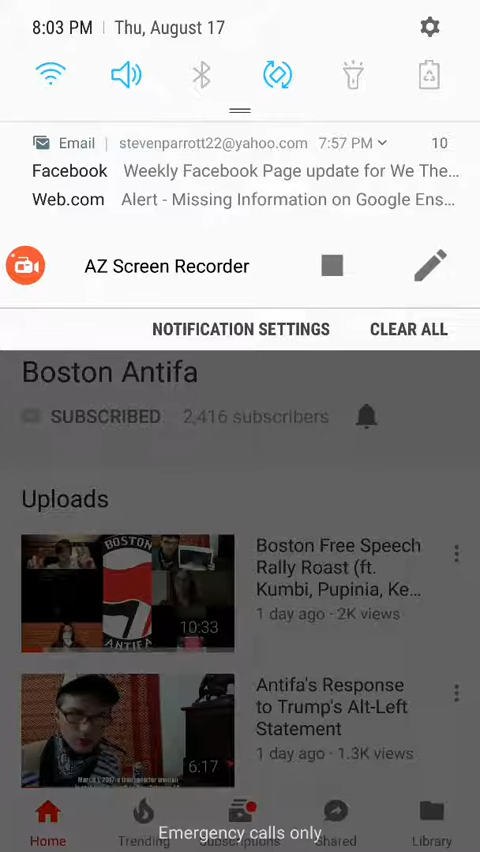 8:03 PM | Thu, August 17
Email | stevenparrott22@yahoo.com 7:57 PM 10
Facebook Weekly Facebook Page update for We The...
Web.com Alert - Missing Information on Google Ens...
AZ Screen Recorder
NOTIFICATION SETTINGS CLEAR ALL
Boston Antifa
SUBSCRIBED 2,416 subscribers
Uploads
BOSTON
ANTIFA
10:33
Boston Free Speech
Rally Roast (ft.
Kumbi, Pupinia, Ke...
1 day ago · 2K views
6:17
Antifa's Response
to Trump's Alt-Left
Statement
1 day ago · 1.3K views
Home Trending Subscriptions Shared Library
Emergency calls only